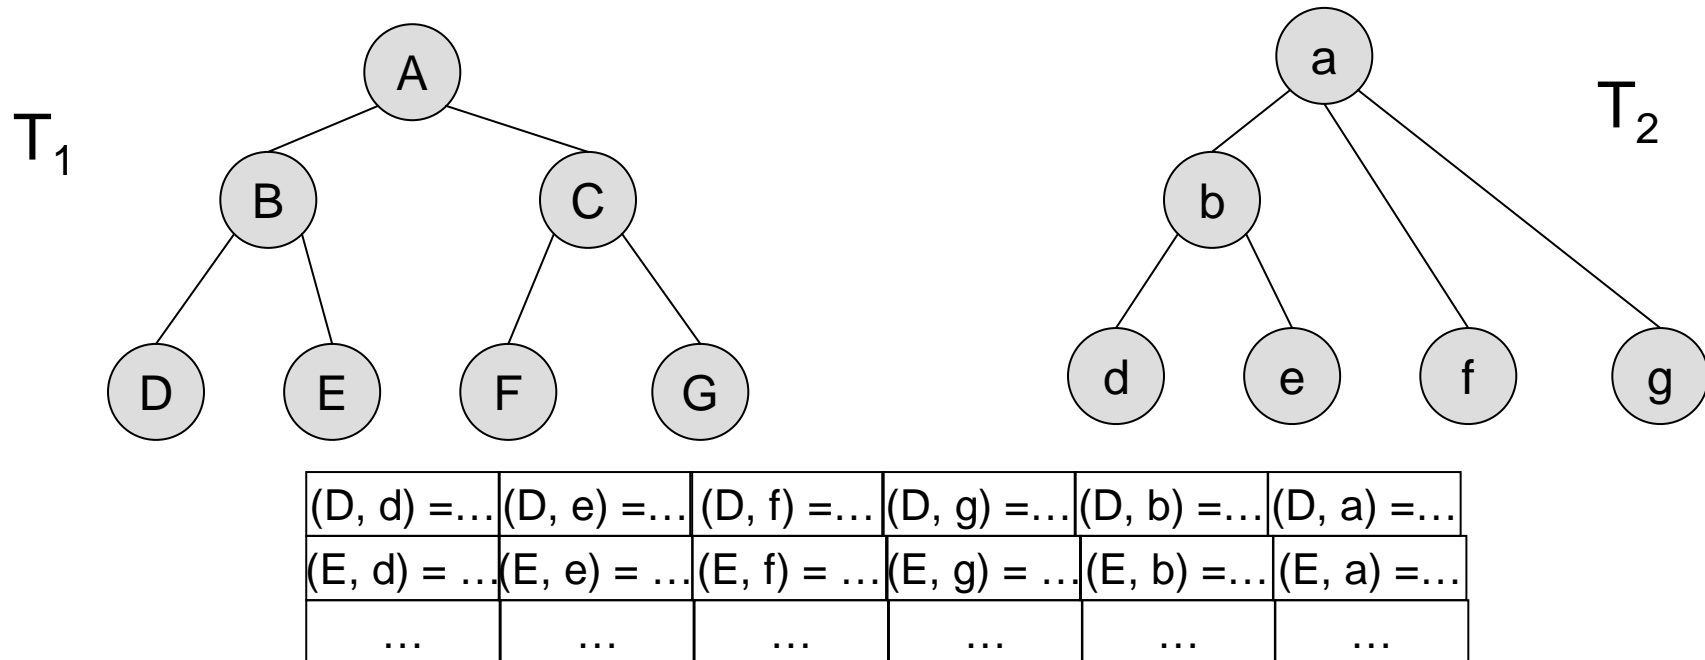 A a
T1 T2
B C b
D E F G d e f g
(D, d) =… (D, e) =… (D, f) =… (D, g) =… (D, b) =… (D, a) =…
(E, d) = … (E, e) = … (E, f) = … (E, g) = … (E, b) =… (E, a) =…
… … … … … …